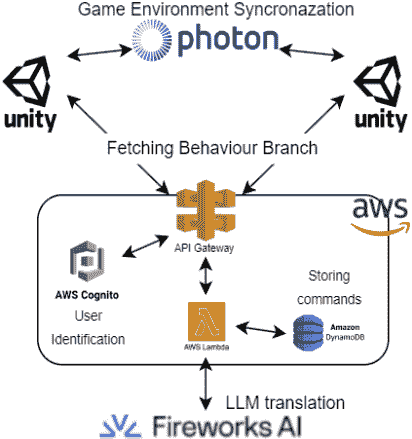 Game Environment Syncronazation
photon
unity
unity
Fetching Behaviour Branch
aws
API Gateway
AWS Cognito
User
Identification
Storing
commands
AWS Lambda
Amazon
DynamoDB
LLM translation
Fireworks AI